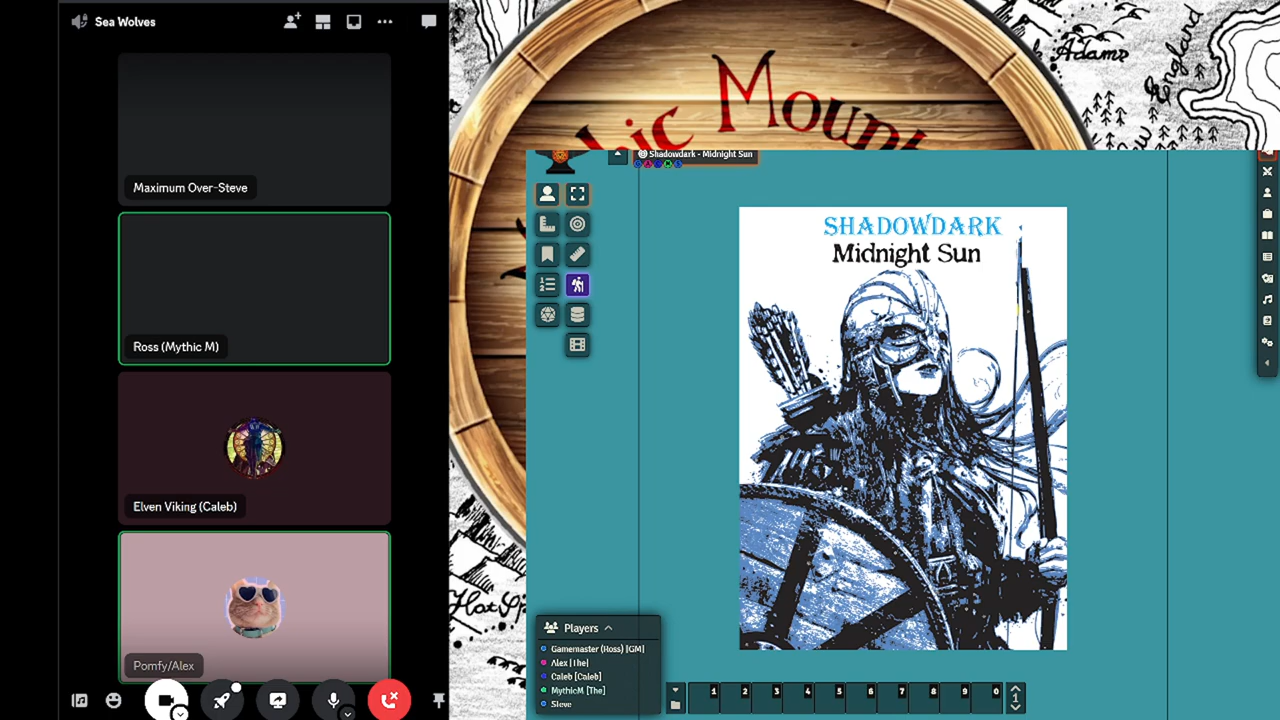 Sea Wolves
Maximum Over-Steve
Ross (Mythic M)
Elven Viking (Caleb)
Pomfy/Alex
Adams
England
Shadowdark - Midnight Sun
SHADOWDARK
Midnight Sun
Players
Gamemaster (Ross) [GM]
Alex [The]
Caleb [Caleb]
MythicM [The]
Steve
1 2 3 4 5 6 7 8 9 0
1